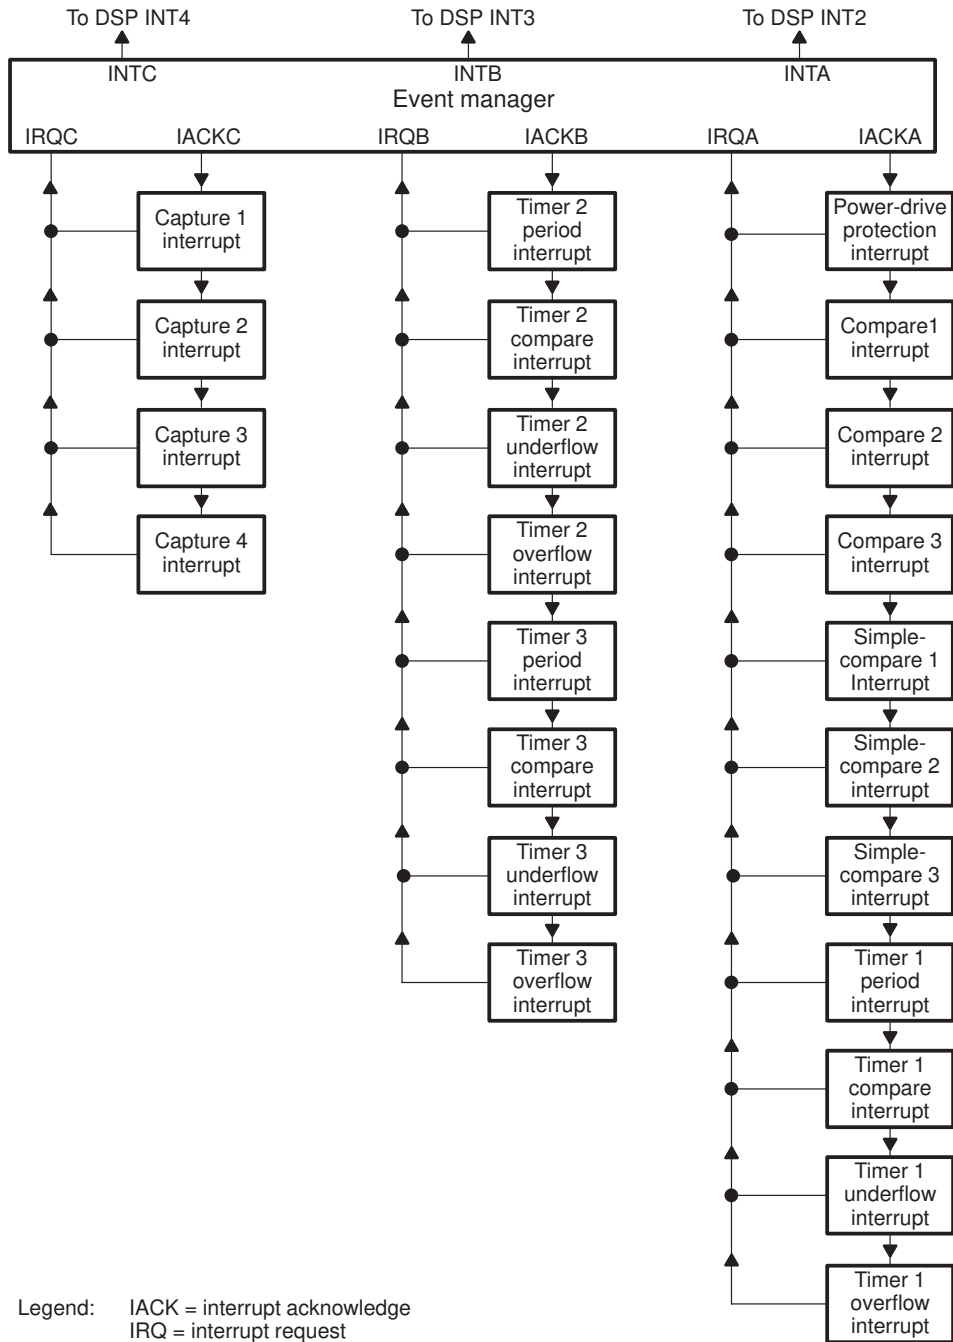 To DSP INT4
To DSP INT3
To DSP INT2
INTC
INTB
INTA
Event manager
IRQC
IACKC
IRQB
IACKB
IRQA
IACKA
Capture 1
interrupt
Capture 2
interrupt
Capture 3
interrupt
Capture 4
interrupt
Timer 2
period
interrupt
Timer 2
compare
interrupt
Timer 2
underflow
interrupt
Timer 2
overflow
interrupt
Timer 3
period
interrupt
Timer 3
compare
interrupt
Timer 3
underflow
interrupt
Timer 3
overflow
interrupt
Power-drive
protection
interrupt
Compare1
interrupt
Compare 2
interrupt
Compare 3
interrupt
Simple-
compare 1
Interrupt
Simple-
compare 2
interrupt
Simple-
compare 3
interrupt
Timer 1
period
interrupt
Timer 1
compare
interrupt
Timer 1
underflow
interrupt
Timer 1
overflow
interrupt
Legend: IACK = interrupt acknowledge
IRQ = interrupt request